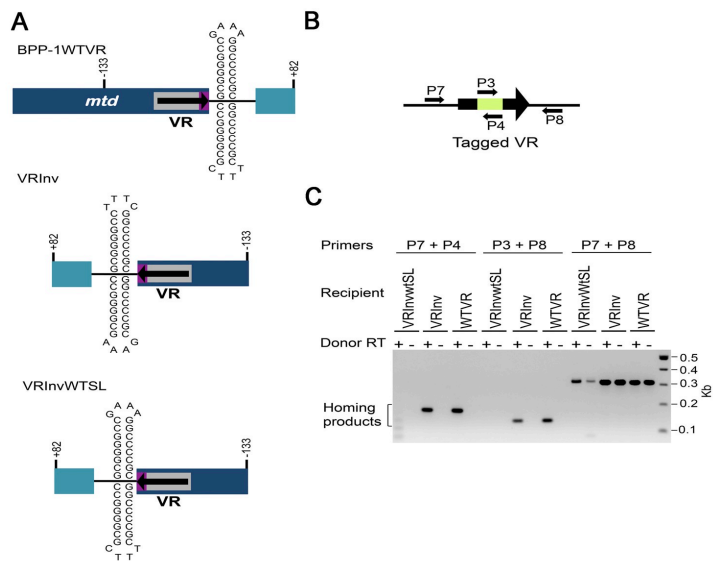 A
BPP-1WTVR
-133
+82
mtd
VR
VRInv
+82
-133
VR
VRInvWTSL
+82
-133
VR
B
P7
P3
P4
P8
Tagged VR
C
Primers
P7 + P4
P3 + P8
P7 + P8
Recipient
VRInvwtSL
VRInv
WTVR
VRInvwtSL
VRInv
WTVR
VRInvWtSL
VRInv
WTVR
Donor RT
+ - + - + - + - + - + - + - + - + -
0.5
0.4
0.3
0.2
0.1
Kb
Homing
products